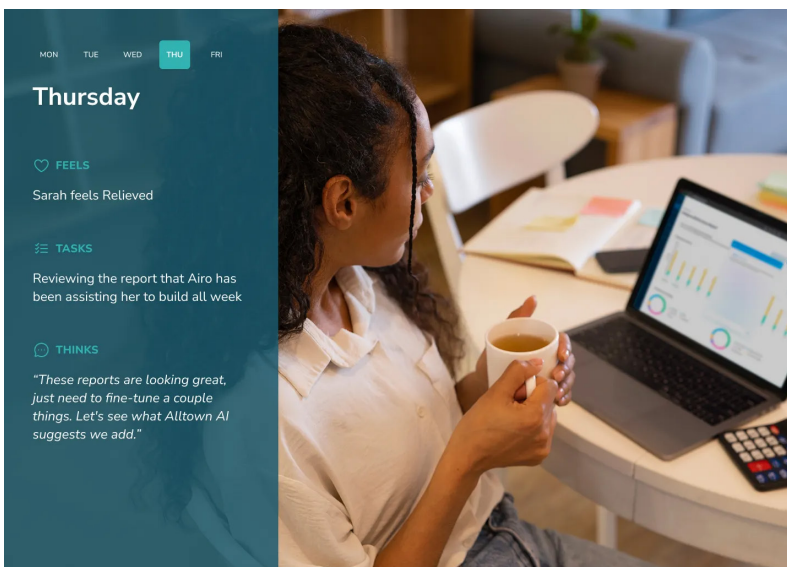 MON TUE WED THU FRI
Thursday
FEELS
Sarah feels Relieved
TASKS
Reviewing the report that Airo has
been assisting her to build all week
THINKS
“These reports are looking great,
just need to fine-tune a couple
things. Let's see what Alltown AI
suggests we add.”